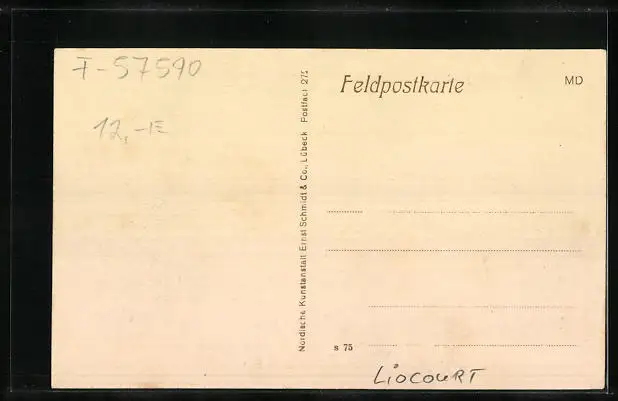 F-57590
12,-E
Nordische Kunstanstalt Ernst Schmidt & Co., Lübeck Postfach 275
Feldpostkarte
MD
s 75
LIOCOURT